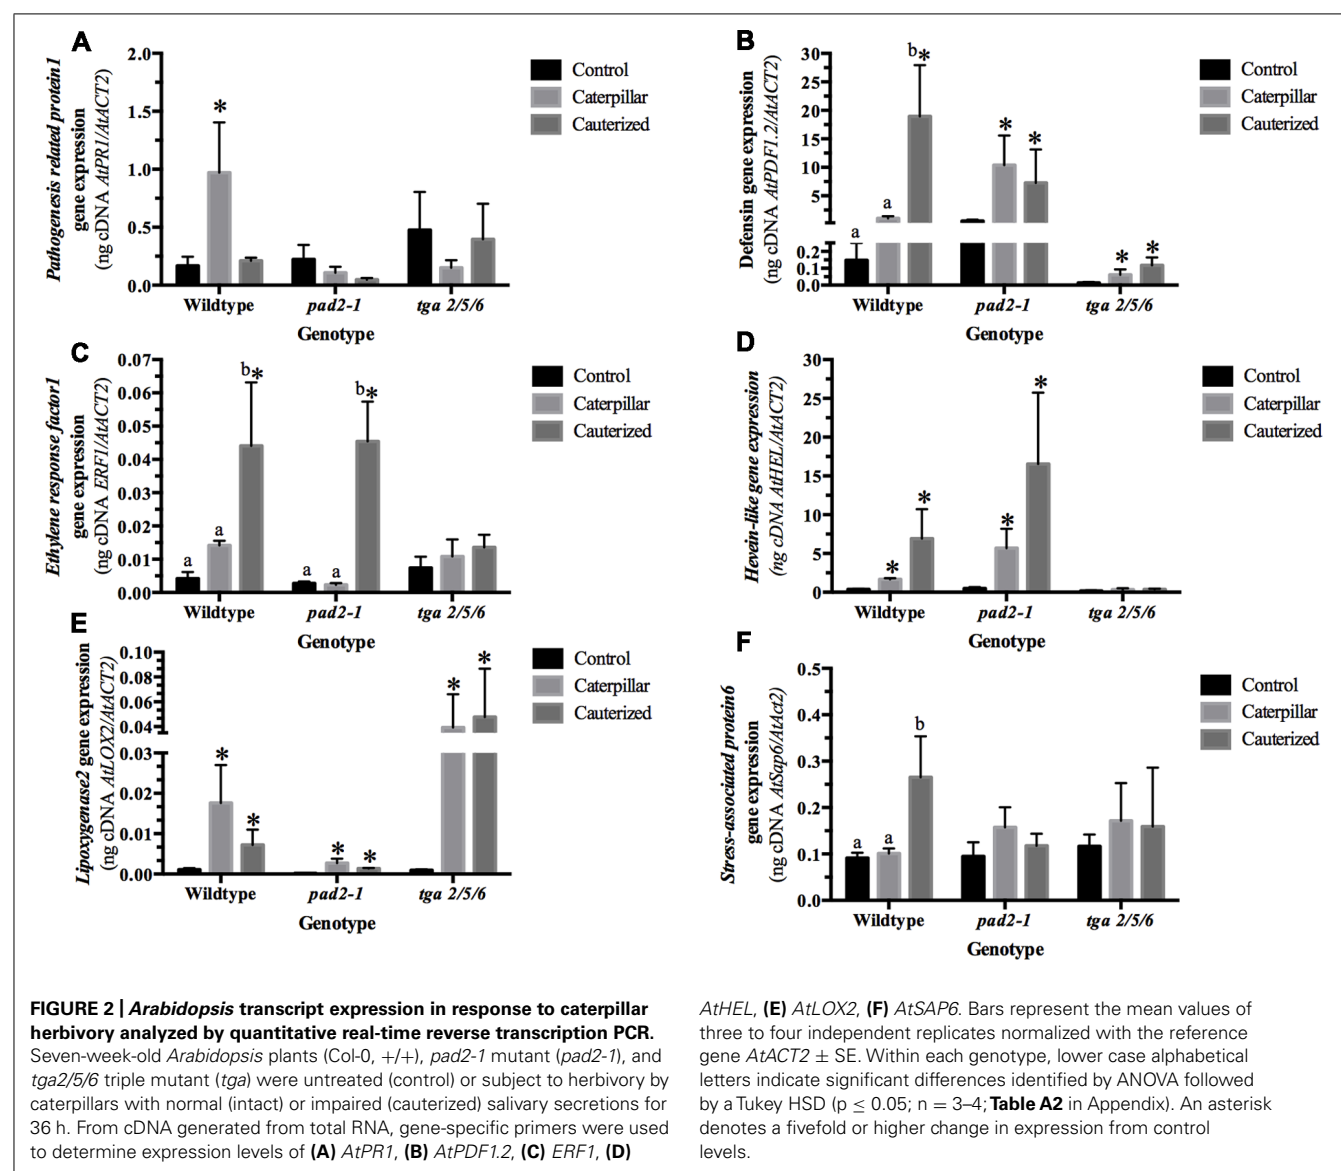 A
Pathogenesis related protein1
gene expression
(ng cDNA AtPR1/AtACT2)
2.0
1.5
1.0
0.5
0.0
*
Control
Caterpillar
Cauterized
Wildtype pad2-1 tga 2/5/6
Genotype
B
Defensin gene expression
(ng cDNA AtPDF1.2/AtACT2)
30
25
20
15
10
5
0.2
0.1
0.0
a a b* * * * *
Control
Caterpillar
Cauterized
Wildtype pad2-1 tga 2/5/6
Genotype
C
Ethylene response factor1
gene expression
(ng cDNA ERF1/AtACT2)
0.07
0.06
0.05
0.04
0.03
0.02
0.01
0.00
a a b* a a b*
Control
Caterpillar
Cauterized
Wildtype pad2-1 tga 2/5/6
Genotype
D
Hevein-like gene expression
(ng cDNA AtHEL/AtACT2)
30
25
20
15
10
5
0
* * * *
Control
Caterpillar
Cauterized
Wildtype pad2-1 tga 2/5/6
Genotype
E
Lipoxygenase2 gene expression
(ng cDNA AtLOX2/AtACT2)
0.10
0.08
0.06
0.04
0.03
0.02
0.01
0.00
* * * * * *
Control
Caterpillar
Cauterized
Wildtype pad2-1 tga 2/5/6
Genotype
F
Stress-associated protein6
gene expression
(ng cDNA AtSap6/AtAct2)
0.5
0.4
0.3
0.2
0.1
0.0
a a b
Control
Caterpillar
Cauterized
Wildtype pad2-1 tga 2/5/6
Genotype
FIGURE 2 | Arabidopsis transcript expression in response to caterpillar
herbivory analyzed by quantitative real-time reverse transcription PCR.
Seven-week-old Arabidopsis plants (Col-0, +/+), pad2-1 mutant (pad2-1), and
tga2/5/6 triple mutant (tga) were untreated (control) or subject to herbivory by
caterpillars with normal (intact) or impaired (cauterized) salivary secretions for
36 h. From cDNA generated from total RNA, gene-specific primers were used
to determine expression levels of (A) AtPR1, (B) AtPDF1.2, (C) ERF1, (D)
AtHEL, (E) AtLOX2, (F) AtSAP6. Bars represent the mean values of
three to four independent replicates normalized with the reference
gene AtACT2 ± SE. Within each genotype, lower case alphabetical
letters indicate significant differences identified by ANOVA followed
by a Tukey HSD (p ≤ 0.05; n = 3–4; Table A2 in Appendix). An asterisk
denotes a fivefold or higher change in expression from control
levels.